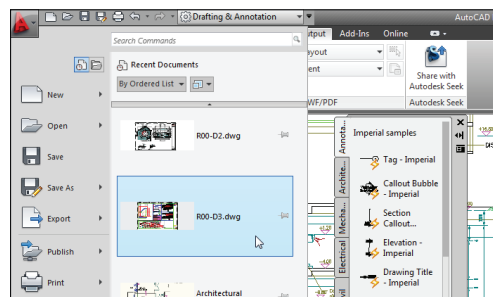 Drafting & Annotation
AutoCAD
Search Commands
Output Add-Ins Online
Recent Documents
By Ordered List
New
Open
Save
Save As
Export
Publish
Print
R00-D2.dwg
R00-D3.dwg
Architectural
Share with
Autodesk Seek
WF/PDF
Autodesk Seek
Annota...
Archite...
Mecha...
Electrical
Imperial samples
Tag - Imperial
Callout Bubble
- Imperial
Section
Callout...
Elevation -
Imperial
Drawing Title
- Imperial